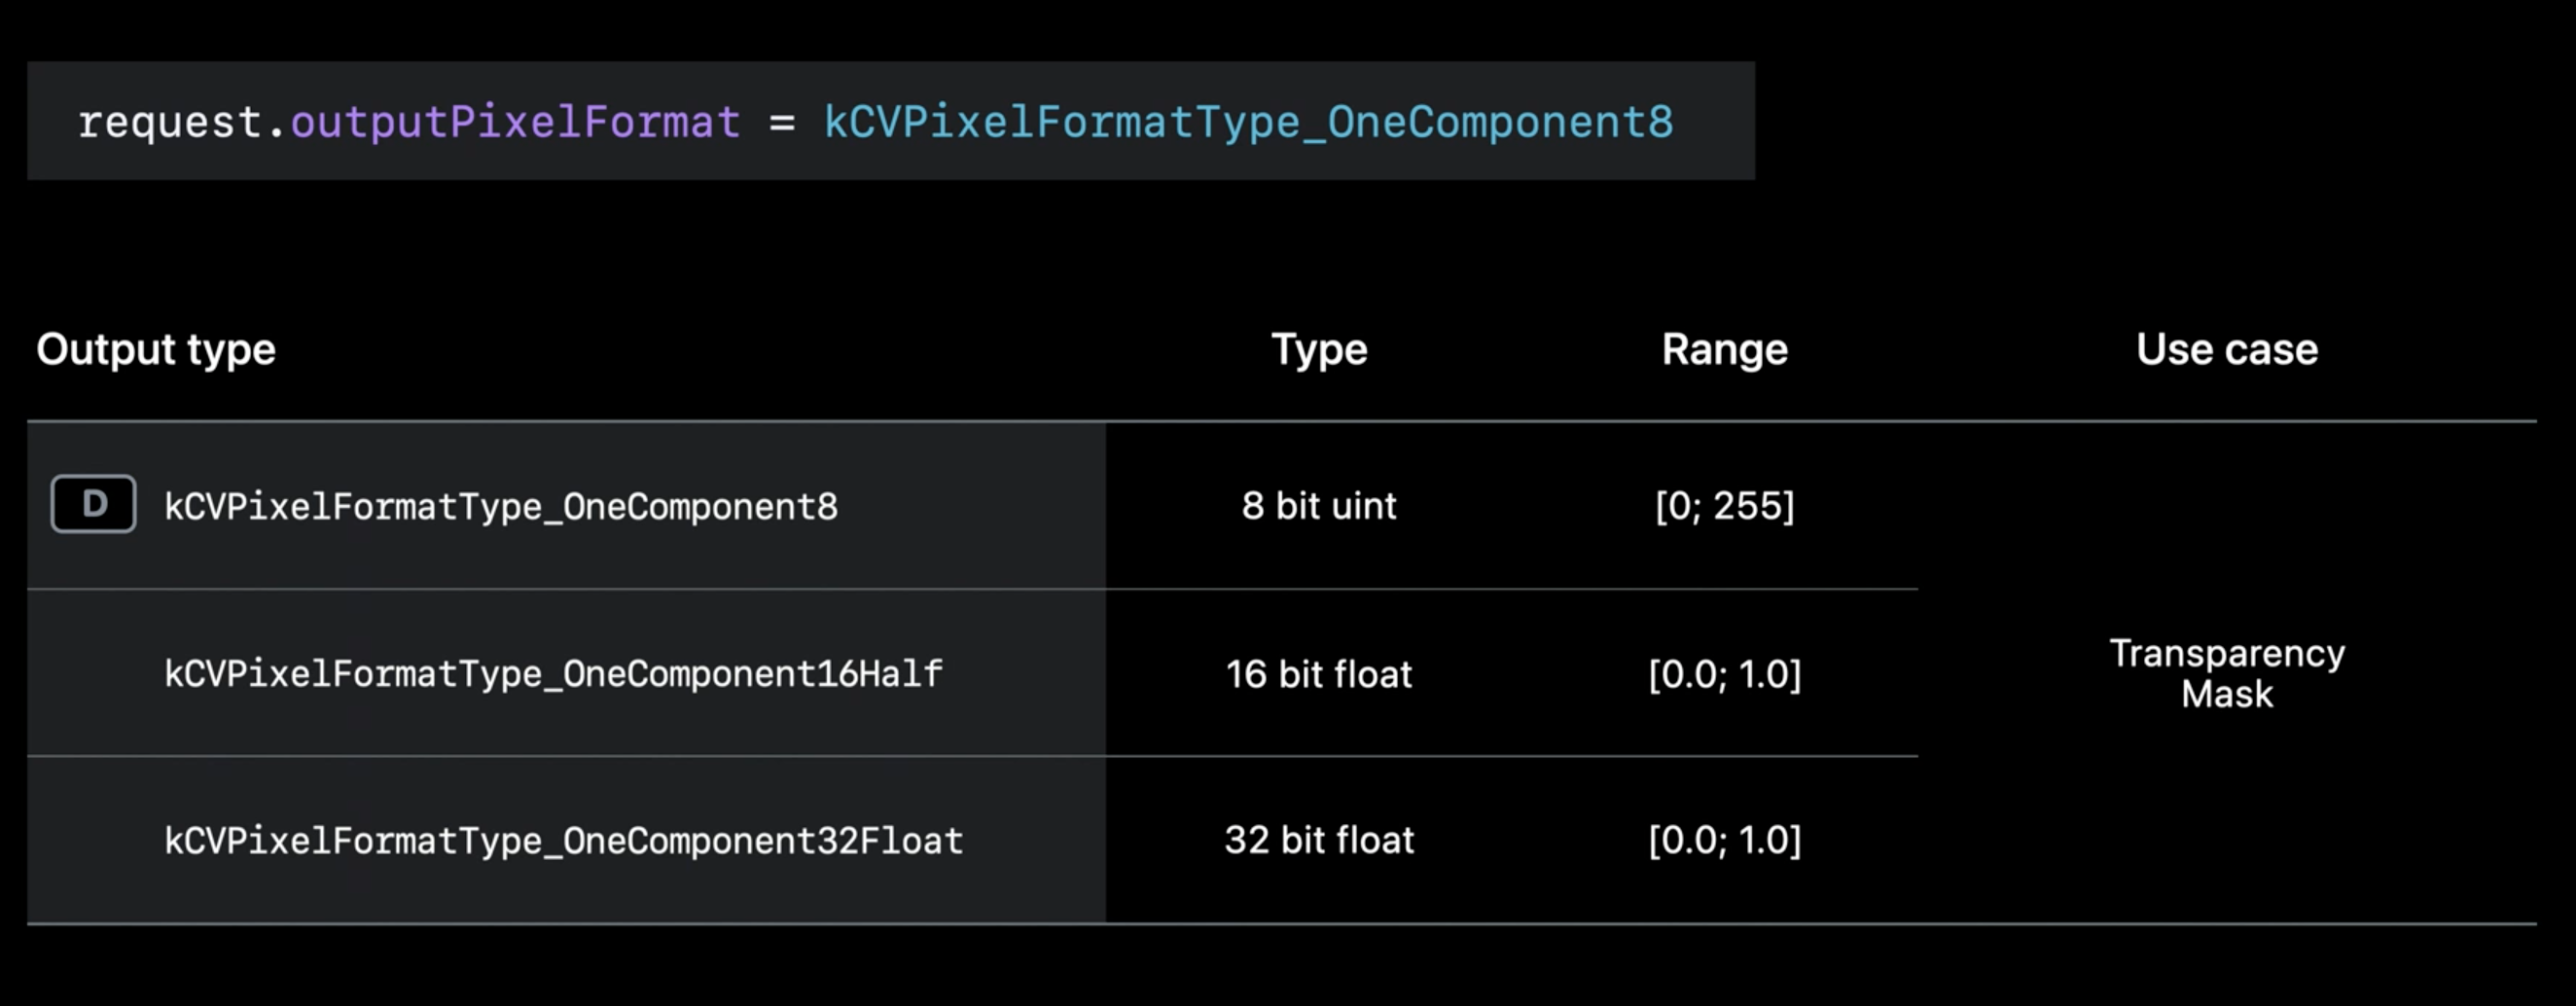 request.outputPixelFormat = kCVPixelFormatType_OneComponent8
Output type Type Range Use case
D kCVPixelFormatType_OneComponent8 8 bit uint [0; 255]
kCVPixelFormatType_OneComponent16Half 16 bit float [0.0; 1.0]
Transparency
Mask
kCVPixelFormatType_OneComponent32Float 32 bit float [0.0; 1.0]